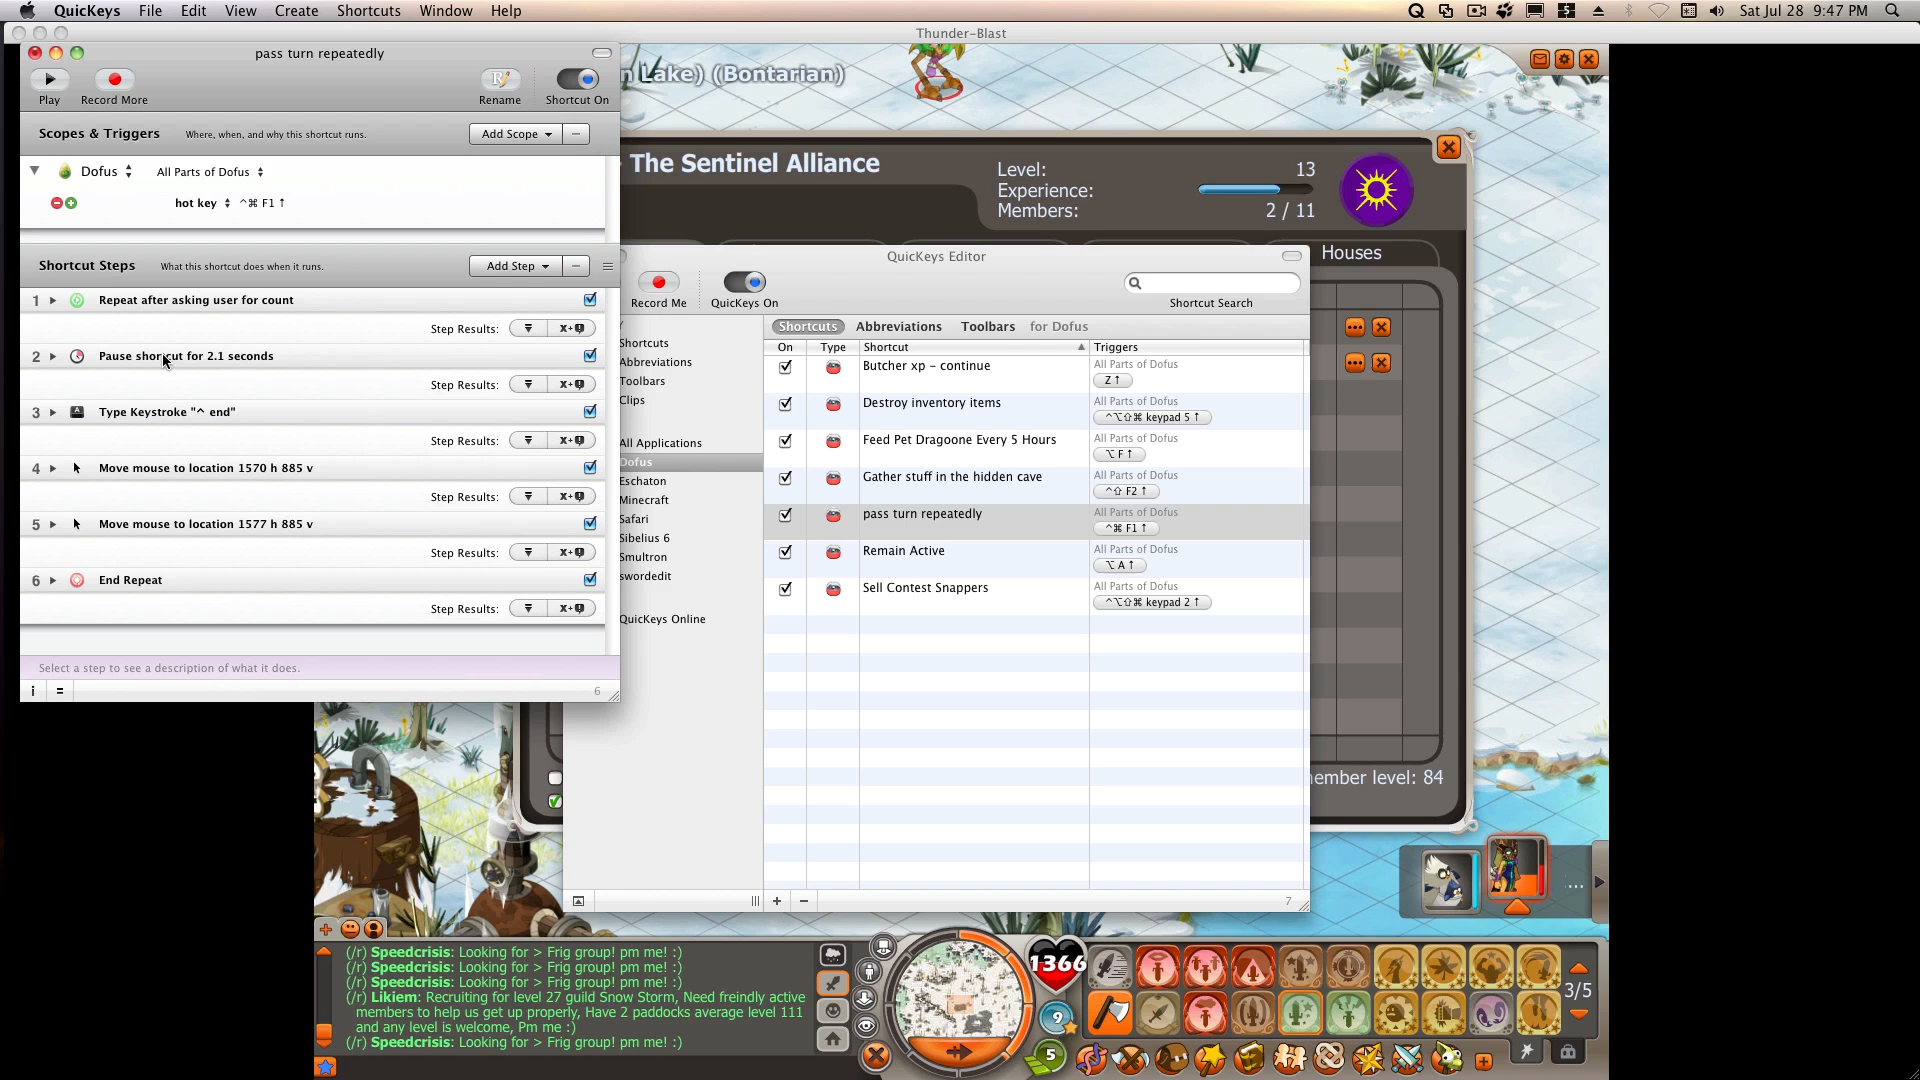 QuicKeys File Edit View Create Shortcuts Window Help
Sat Jul 28 9:47 PM
Thunder-Blast
pass turn repeatedly
Play
Record More
Rename
Shortcut On
Scopes & Triggers
Where, when, and why this shortcut runs.
Add Scope
Dofus
All Parts of Dofus
hot key
^⌘ F1 ↑
Shortcut Steps
What this shortcut does when it runs.
Add Step
1 Repeat after asking user for count
Step Results:
2 Pause shortcut for 2.1 seconds
Step Results:
3 Type Keystroke "^ end"
Step Results:
4 Move mouse to location 1570 h 885 v
Step Results:
5 Move mouse to location 1577 h 885 v
Step Results:
6 End Repeat
Step Results:
Select a step to see a description of what it does.
6
n Lake) (Bontarian)
The Sentinel Alliance
Level: 13
Experience:
Members: 2 / 11
Houses
ember level: 84
QuicKeys Editor
Record Me
QuicKeys On
Shortcut Search
Shortcuts
Abbreviations
Toolbars
Clips
All Applications
Dofus
Eschaton
Minecraft
Safari
Sibelius 6
Smultron
swordedit
QuicKeys Online
Shortcuts Abbreviations Toolbars for Dofus
On Type Shortcut Triggers
Butcher xp - continue All Parts of Dofus
Z ↑
Destroy inventory items All Parts of Dofus
^⌥⇧⌘ keypad 5 ↑
Feed Pet Dragoone Every 5 Hours All Parts of Dofus
⌥ F ↑
Gather stuff in the hidden cave All Parts of Dofus
^⇧ F2 ↑
pass turn repeatedly All Parts of Dofus
^⌘ F1 ↑
Remain Active All Parts of Dofus
⌥ A ↑
Sell Contest Snappers All Parts of Dofus
^⌥⇧⌘ keypad 2 ↑
7
(/r) Speedcrisis: Looking for > Frig group! pm me! :)
(/r) Speedcrisis: Looking for > Frig group! pm me! :)
(/r) Speedcrisis: Looking for > Frig group! pm me! :)
(/r) Likiem: Recruiting for level 27 guild Snow Storm, Need freindly active
members to help us get up properly, Have 2 paddocks average level 111
and any level is welcome, Pm me :)
(/r) Speedcrisis: Looking for > Frig group! pm me! :)
1366
9
5
3/5